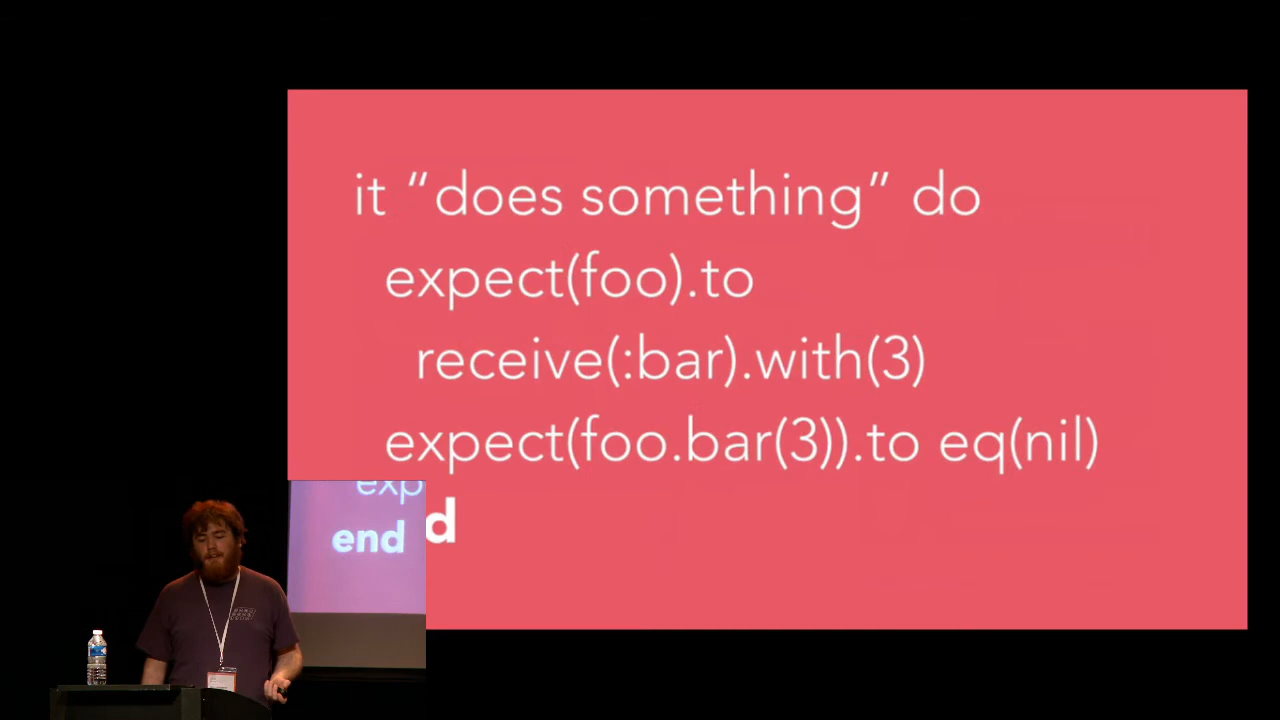 it “does something” do
expect(foo).to
receive(:bar).with(3)
expect(foo.bar(3)).to eq(nil)
d
exp
end